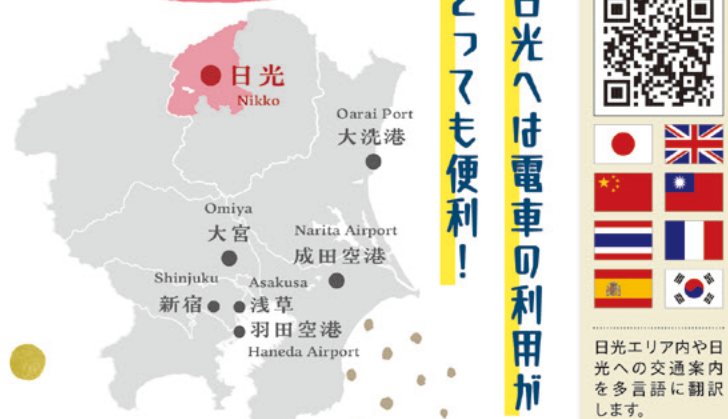 日光へは電車の利用が
とっても便利！
日光
Nikko
Oarai Port
大洗港
Omiya
大宮
Narita Airport
成田空港
Shinjuku
新宿
Asakusa
浅草
羽田空港
Haneda Airport
日光エリア内や日
光への交通案内
を多言語に翻訳
します。